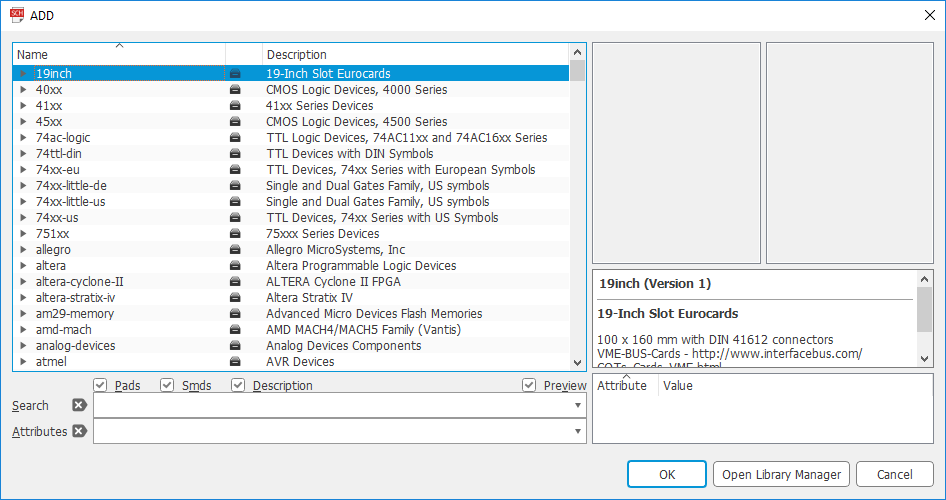 SCH ADD
Name Description
19inch 19-Inch Slot Eurocards
40xx CMOS Logic Devices, 4000 Series
41xx 41xx Series Devices
45xx CMOS Logic Devices, 4500 Series
74ac-logic TTL Logic Devices, 74AC11xx and 74AC16xx Series
74ttl-din TTL Devices with DIN Symbols
74xx-eu TTL Devices, 74xx Series with European Symbols
74xx-little-de Single and Dual Gates Family, US symbols
74xx-little-us Single and Dual Gates Family, US symbols
74xx-us TTL Devices, 74xx Series with US Symbols
751xx 75xxx Series Devices
allegro Allegro MicroSystems, Inc
altera Altera Programmable Logic Devices
altera-cyclone-II ALTERA Cyclone II FPGA
altera-stratix-iv Altera Stratix IV
am29-memory Advanced Micro Devices Flash Memories
amd-mach AMD MACH4/MACH5 Family (Vantis)
analog-devices Analog Devices Components
atmel AVR Devices
Pads Smds Description Preview
Search
Attributes
19inch (Version 1)
19-Inch Slot Eurocards
100 x 160 mm with DIN 41612 connectors
VME-BUS-Cards - http://www.interfacebus.com/
COTs_Cards_VME.html
Attribute Value
OK Open Library Manager Cancel